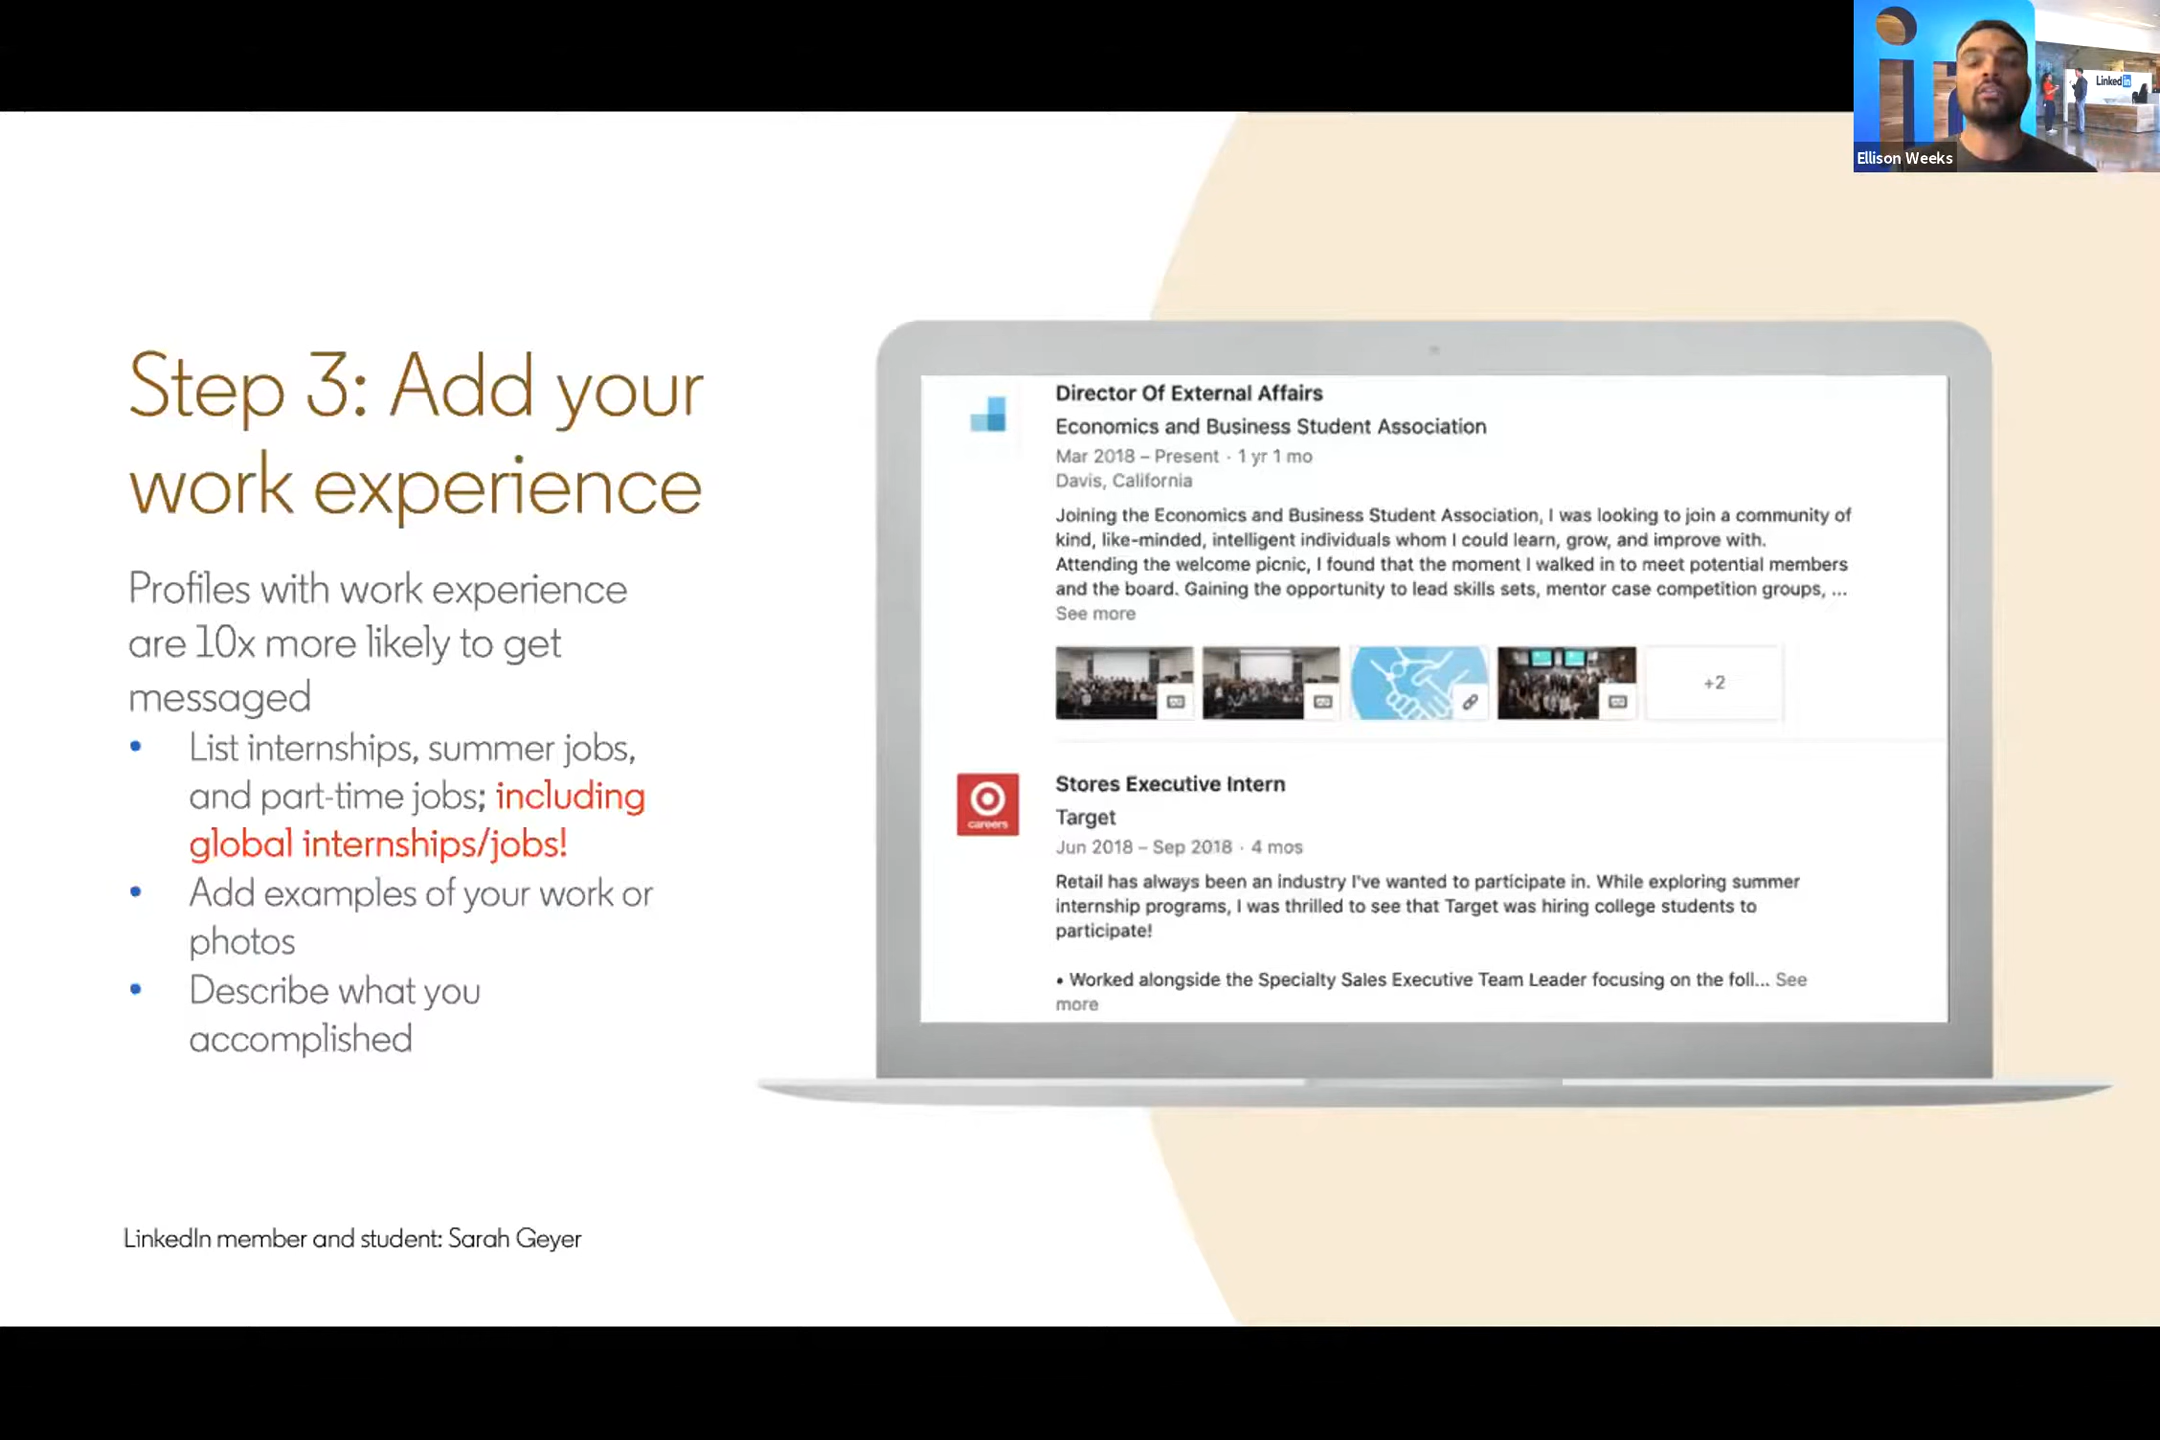 Linked in
Ellison Weeks
Step 3: Add your
work experience
Profiles with work experience
are 10x more likely to get
messaged
• List internships, summer jobs,
and part-time jobs; including
global internships/jobs!
• Add examples of your work or
photos
• Describe what you
accomplished
LinkedIn member and student: Sarah Geyer
Director Of External Affairs
Economics and Business Student Association
Mar 2018 – Present · 1 yr 1 mo
Davis, California
Joining the Economics and Business Student Association, I was looking to join a community of
kind, like-minded, intelligent individuals whom I could learn, grow, and improve with.
Attending the welcome picnic, I found that the moment I walked in to meet potential members
and the board. Gaining the opportunity to lead skills sets, mentor case competition groups, ...
See more
+2
careers
Stores Executive Intern
Target
Jun 2018 – Sep 2018 · 4 mos
Retail has always been an industry I've wanted to participate in. While exploring summer
internship programs, I was thrilled to see that Target was hiring college students to
participate!
• Worked alongside the Specialty Sales Executive Team Leader focusing on the foll... See
more